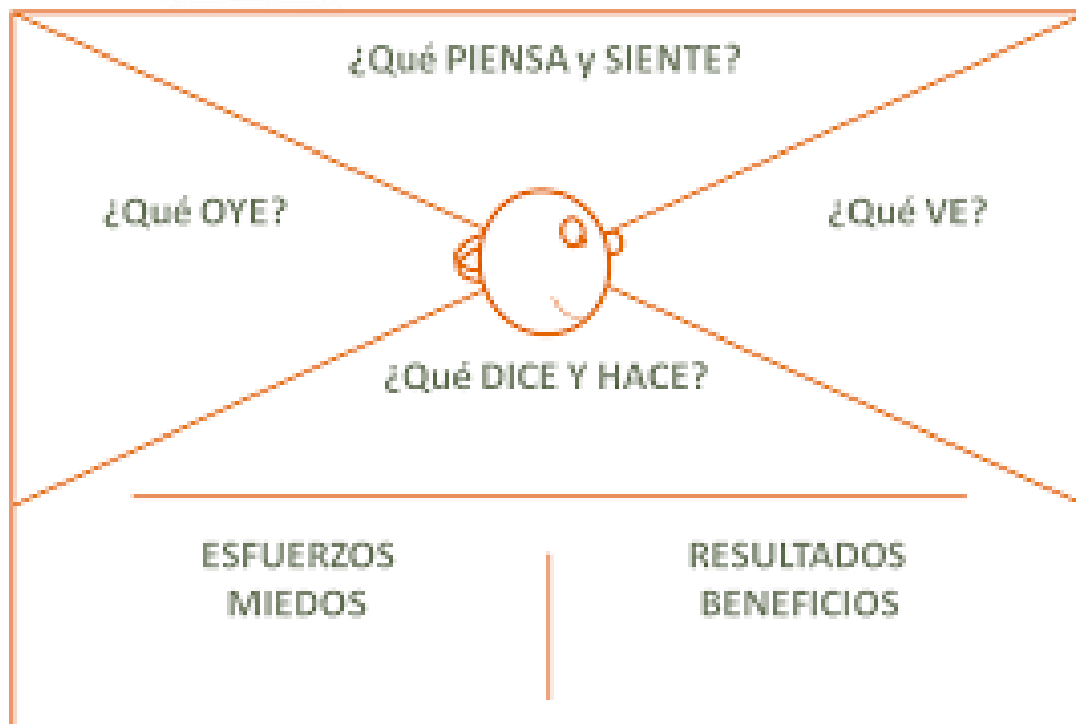 ¿Qué PIENSA y SIENTE?
¿Qué OYE?
¿Qué VE?
¿Qué DICE Y HACE?
ESFUERZOS
MIEDOS
RESULTADOS
BENEFICIOS